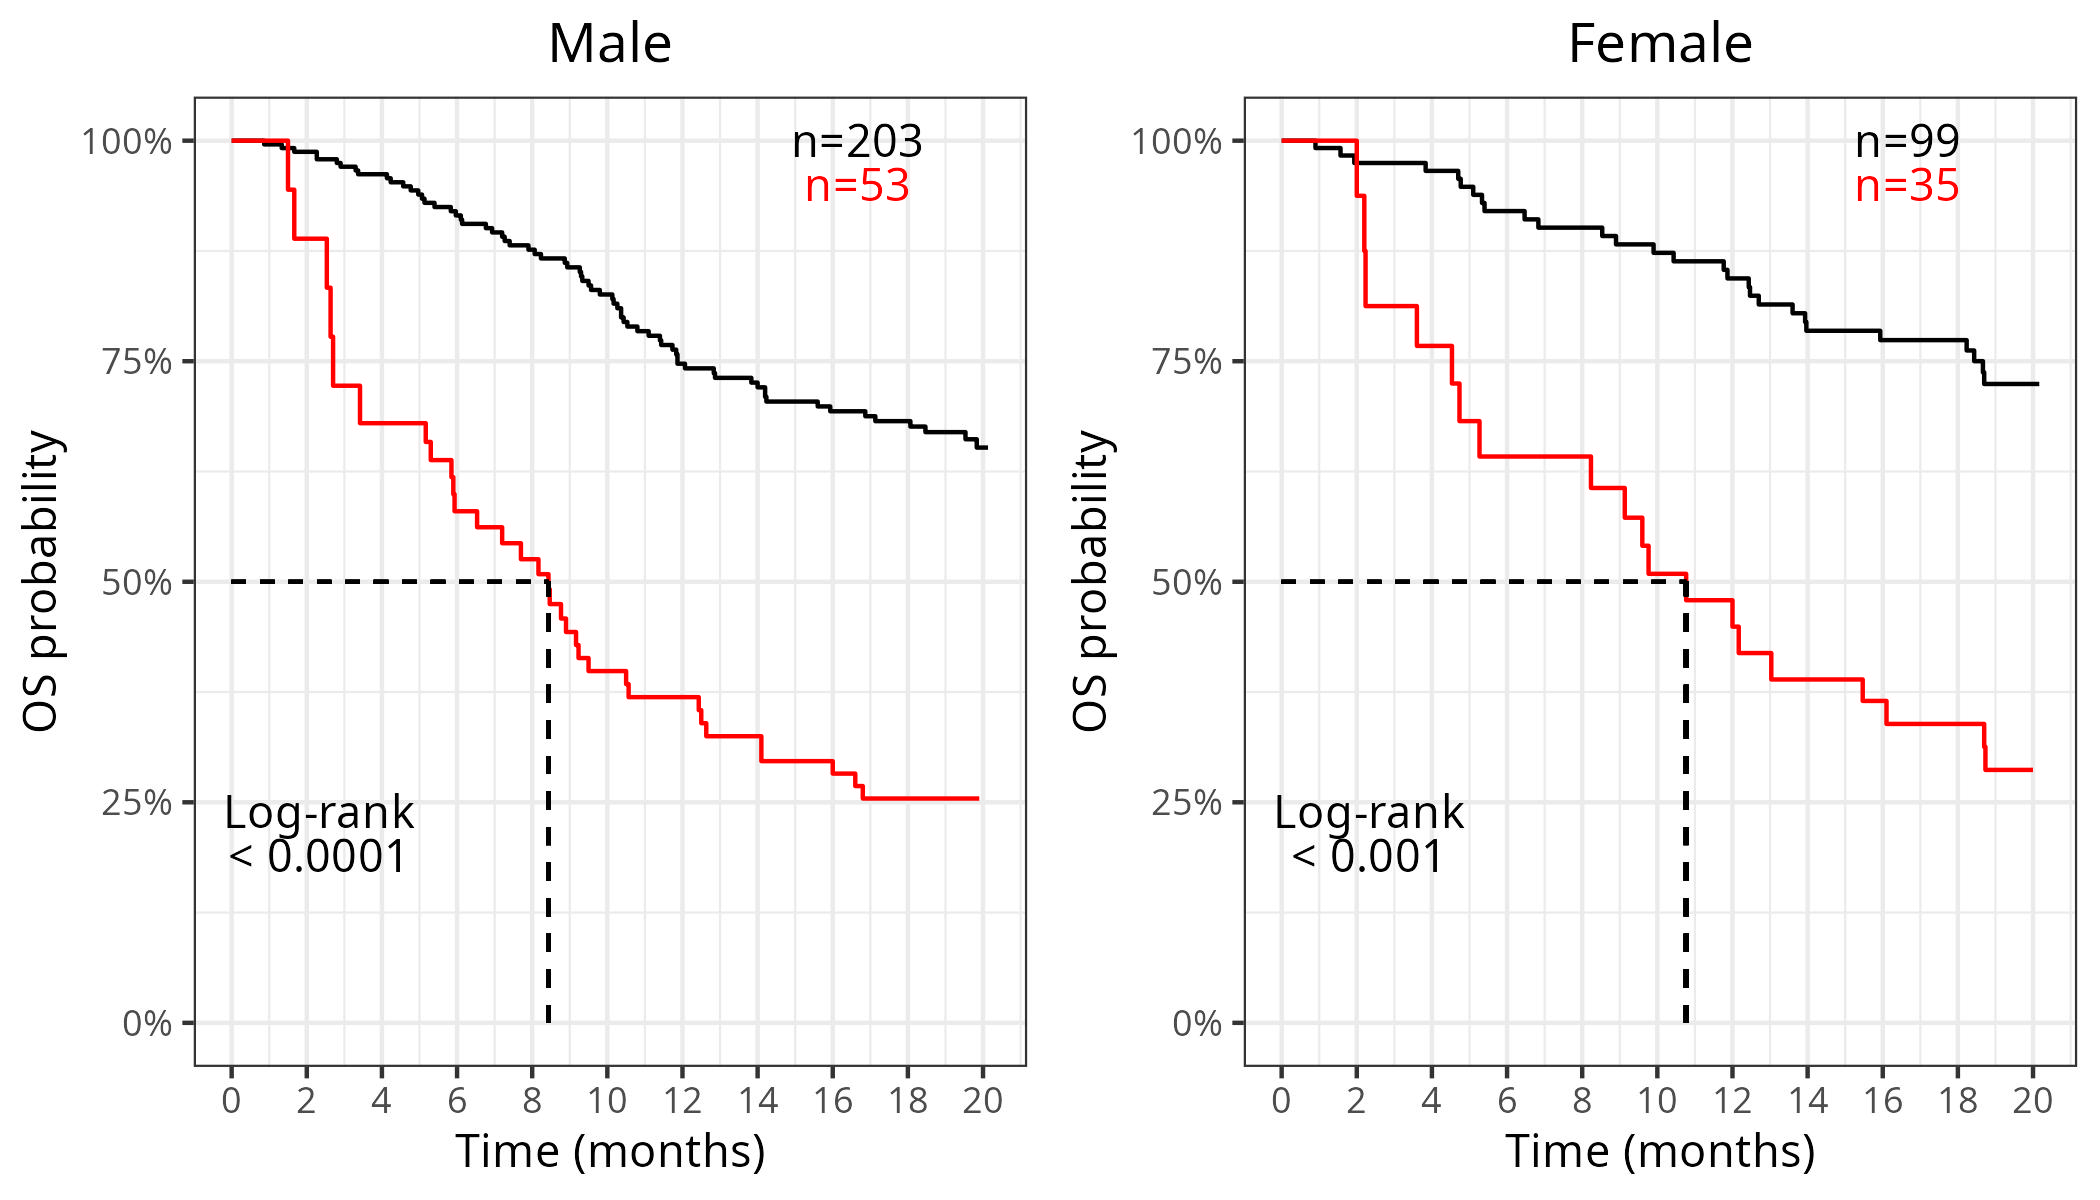 Male
n=203
n=53
100%
75%
50%
25%
0%
OS probability
Log-rank
< 0.0001
0 2 4 6 8 10 12 14 16 18 20
Time (months)
Female
n=99
n=35
100%
75%
50%
25%
0%
OS probability
Log-rank
< 0.001
0 2 4 6 8 10 12 14 16 18 20
Time (months)